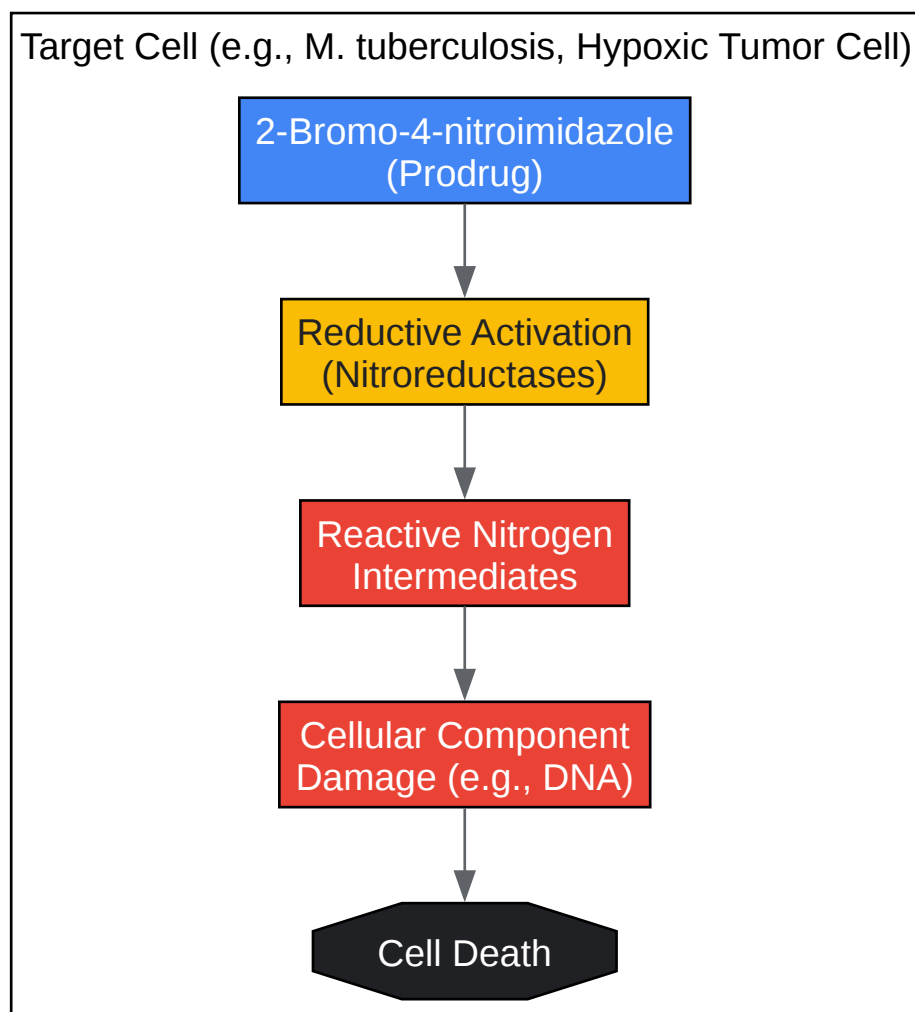 Target Cell (e.g., M. tuberculosis, Hypoxic Tumor Cell)
2-Bromo-4-nitroimidazole
(Prodrug)
Reductive Activation
(Nitroreductases)
Reactive Nitrogen
Intermediates
Cellular Component
Damage (e.g., DNA)
Cell Death